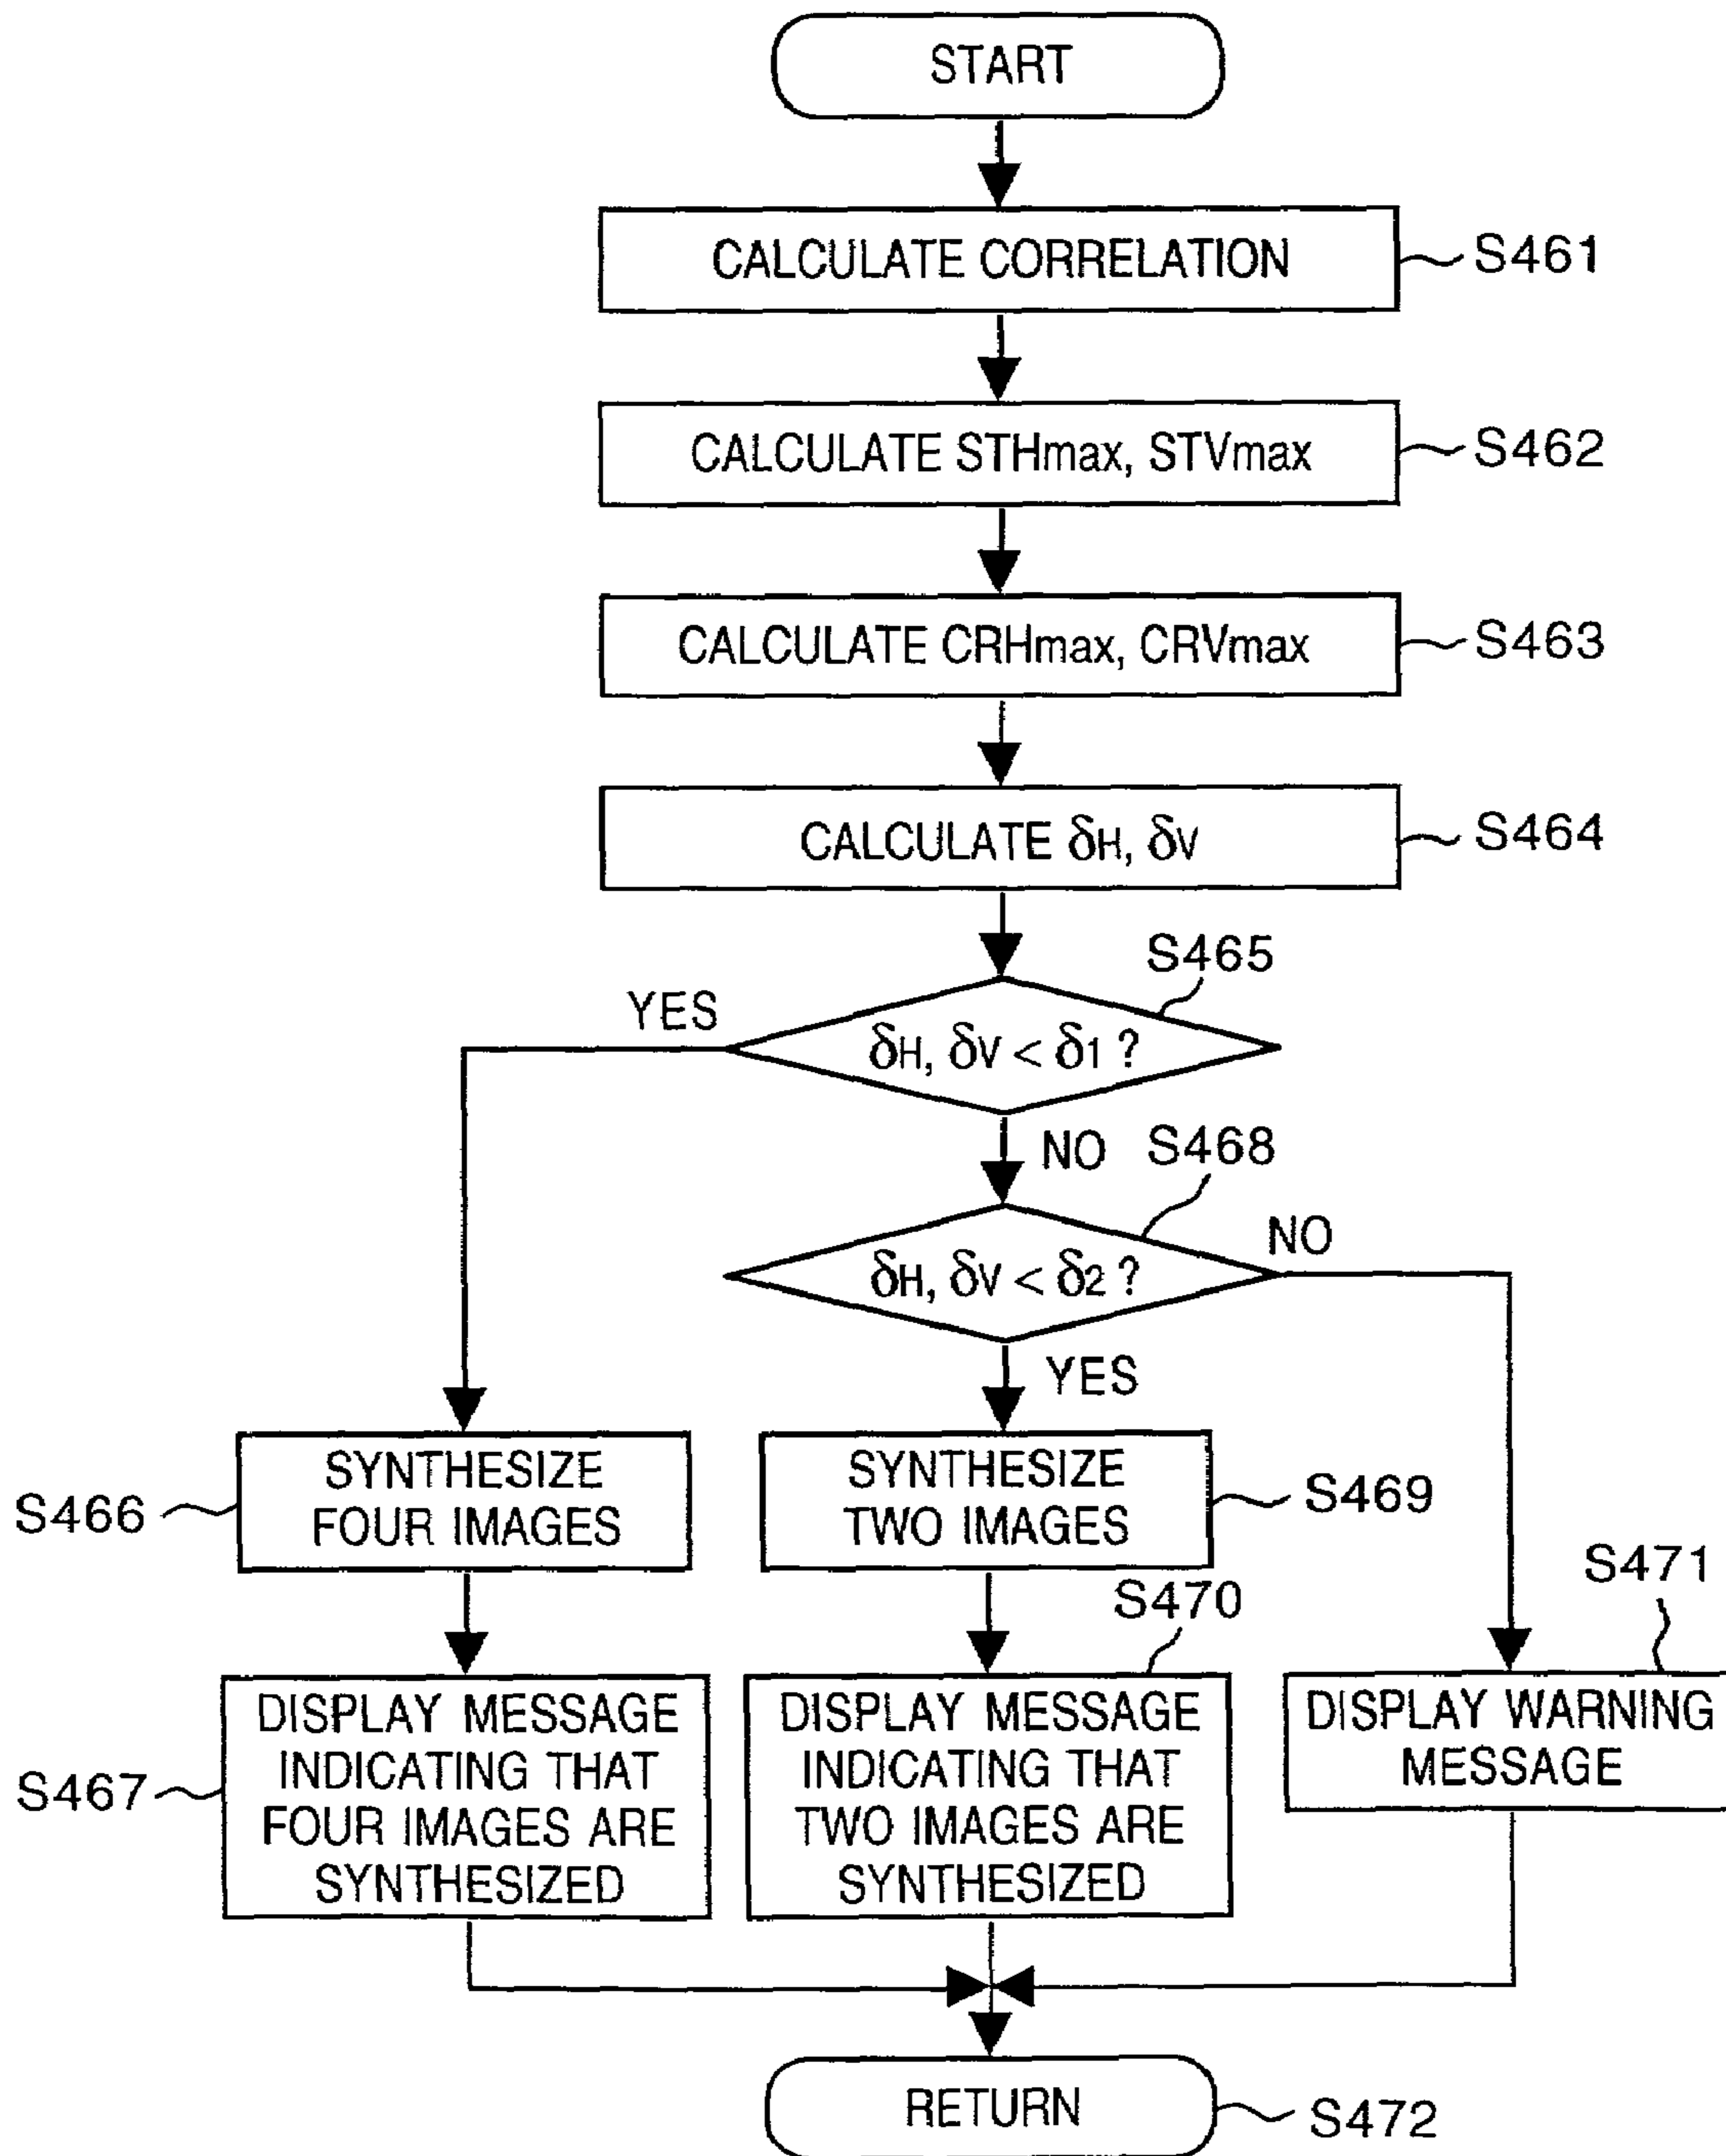 START
CALCULATE CORRELATION
S461
CALCULATE STHmax, STVmax
S462
CALCULATE CRHmax, CRVmax
S463
CALCULATE δH, δV
S464
S465
YES
δH, δV < δ1 ?
NO
S468
δH, δV < δ2 ?
NO
YES
SYNTHESIZE
FOUR IMAGES
S466
SYNTHESIZE
TWO IMAGES
S469
S470
S471
DISPLAY MESSAGE
INDICATING THAT
FOUR IMAGES ARE
SYNTHESIZED
S467
DISPLAY MESSAGE
INDICATING THAT
TWO IMAGES ARE
SYNTHESIZED
DISPLAY WARNING
MESSAGE
RETURN
S472